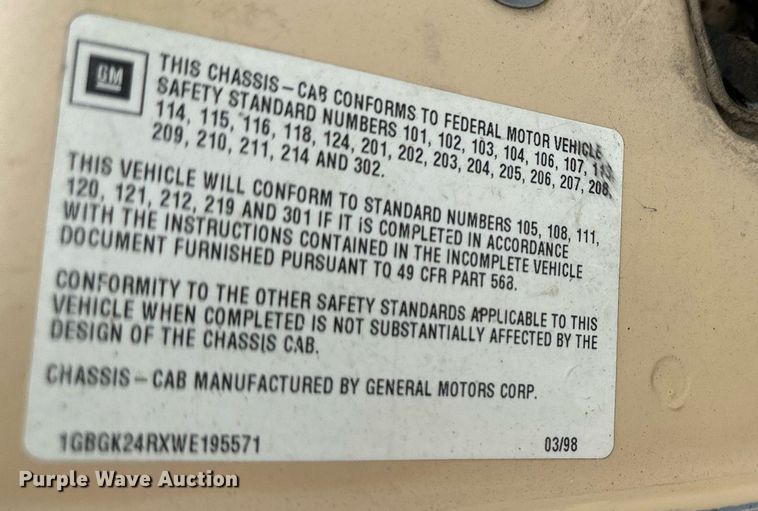 GM
THIS CHASSIS-CAB CONFORMS TO FEDERAL MOTOR VEHICLE
SAFETY STANDARD NUMBERS 101, 102, 103, 104, 106, 107, 113,
114, 115, 116, 118, 124, 201, 202, 203, 204, 205, 206, 207, 208,
209, 210, 211, 214 AND 302.
THIS VEHICLE WILL CONFORM TO STANDARD NUMBERS 105, 108, 111,
120, 121, 212, 219 AND 301 IF IT IS COMPLETED IN ACCORDANCE
WITH THE INSTRUCTIONS CONTAINED IN THE INCOMPLETE VEHICLE
DOCUMENT FURNISHED PURSUANT TO 49 CFR PART 568.
CONFORMITY TO THE OTHER SAFETY STANDARDS APPLICABLE TO THIS
VEHICLE WHEN COMPLETED IS NOT SUBSTANTIALLY AFFECTED BY THE
DESIGN OF THE CHASSIS CAB.
CHASSIS-CAB MANUFACTURED BY GENERAL MOTORS CORP.
1GBGK24RXWE195571 03/98
Purple Wave Auction